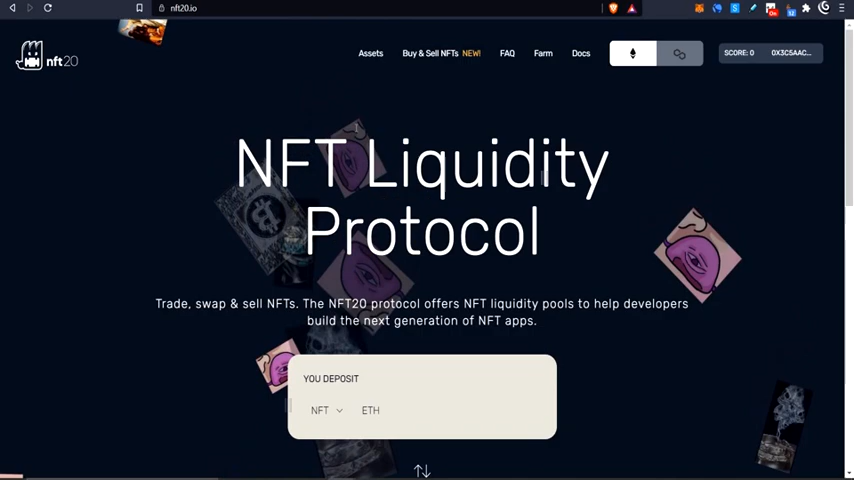 nft20.io
nft20
Assets
Buy & Sell NFTs NEW!
FAQ
Farm
Docs
SCORE: 0 0X3C5AAC...
NFT Liquidity
Protocol
Trade, swap & sell NFTs. The NFT20 protocol offers NFT liquidity pools to help developers
build the next generation of NFT apps.
YOU DEPOSIT
NFT ETH